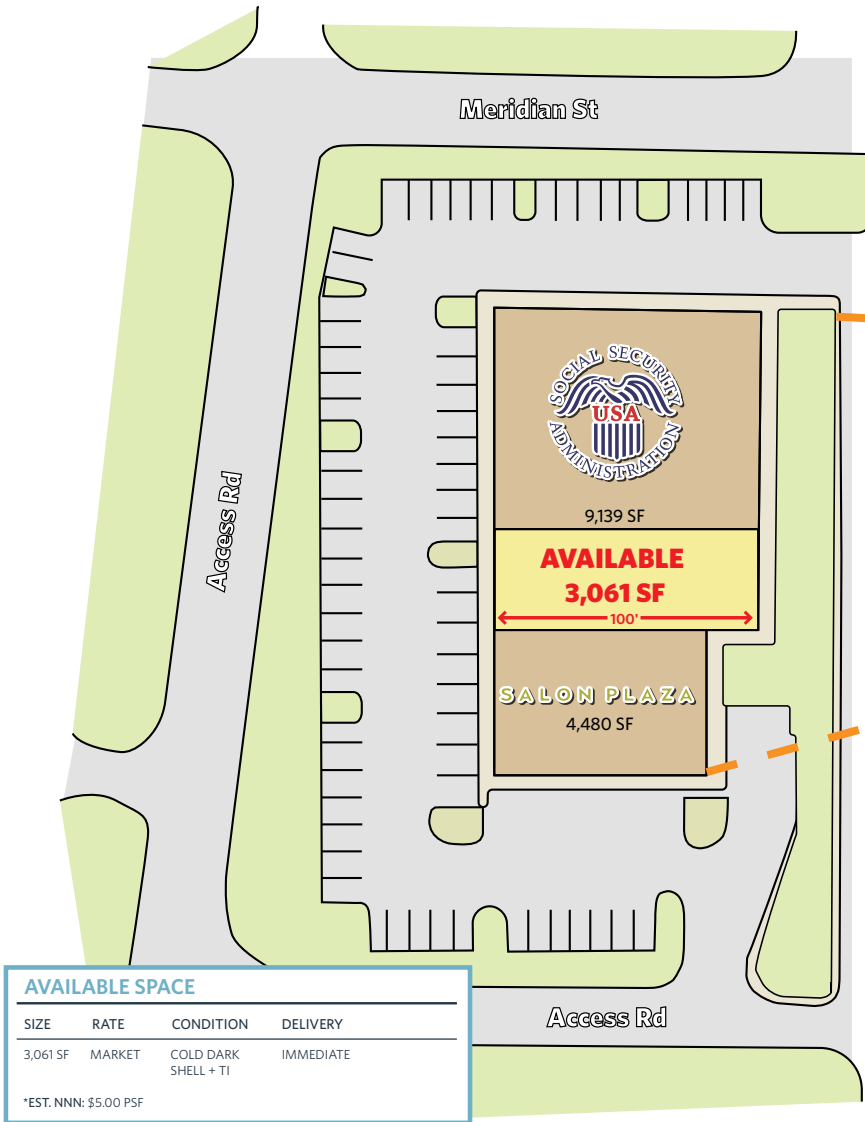 Meridian St
SOCIAL SECURITY
USA
ADMINISTRATION
9,139 SF
Access Rd
AVAILABLE
3,061 SF
100'
SALON PLAZA
4,480 SF
AVAILABLE SPACE
SIZE RATE CONDITION DELIVERY
3,061 SF MARKET COLD DARK IMMEDIATE
SHELL + TI
*EST. NNN: $5.00 PSF
Access Rd